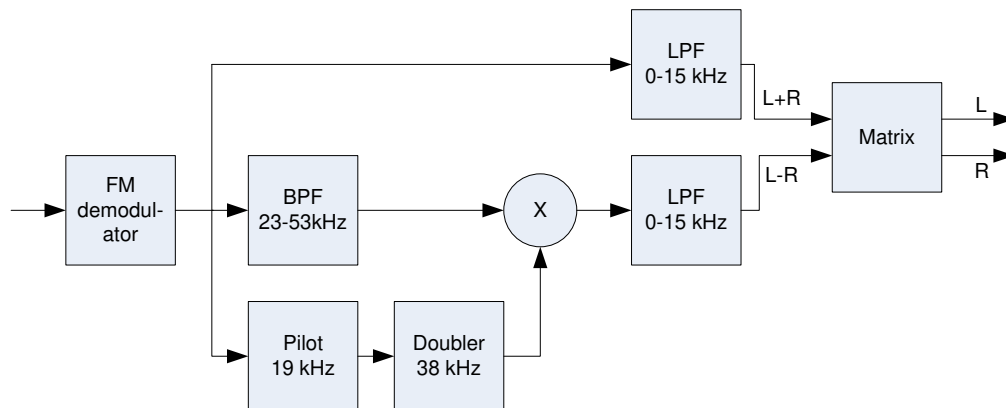 LPF
0-15 kHz
L+R
L
Matrix
R
FM
demodul-
ator
BPF
23-53kHz
X
LPF
0-15 kHz
L-R
Pilot
19 kHz
Doubler
38 kHz